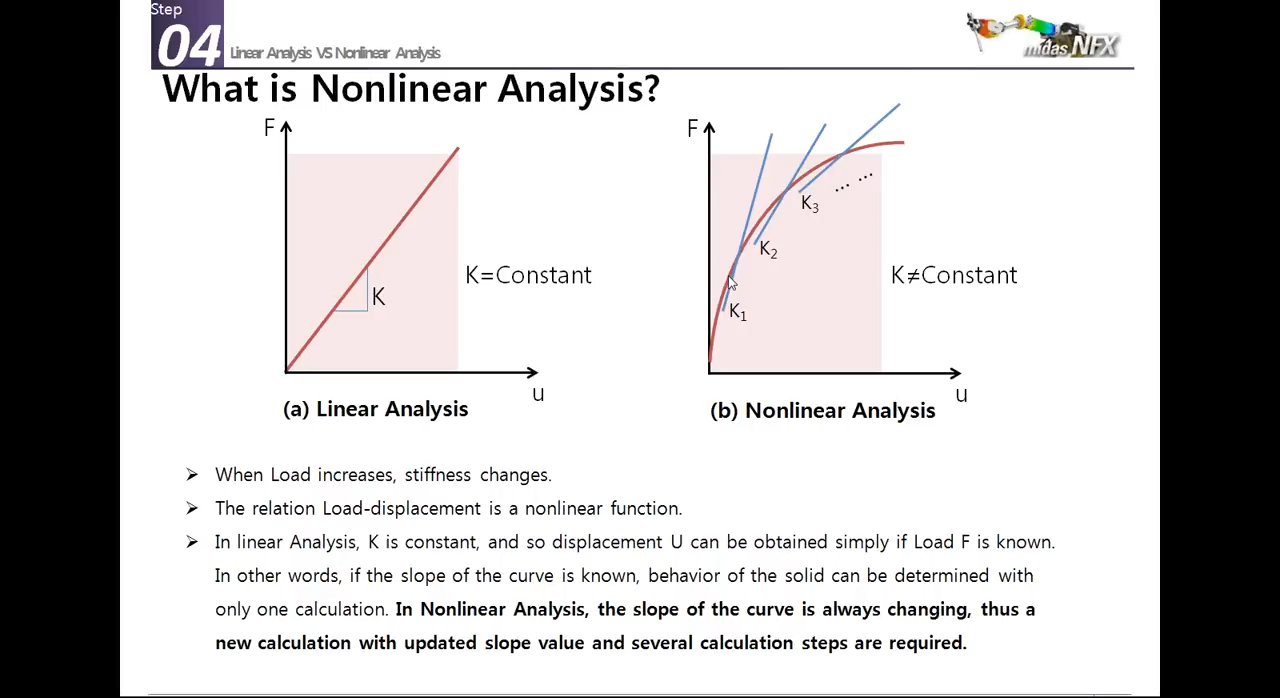 Step
04
Linear Analysis VS Nonlinear Analysis
midas NFX
What is Nonlinear Analysis?
F
K
K=Constant
u
(a) Linear Analysis
F
K1
K2
K3
... ...
K≠Constant
u
(b) Nonlinear Analysis
➢ When Load increases, stiffness changes.
➢ The relation Load-displacement is a nonlinear function.
➢ In linear Analysis, K is constant, and so displacement U can be obtained simply if Load F is known.
In other words, if the slope of the curve is known, behavior of the solid can be determined with
only one calculation. In Nonlinear Analysis, the slope of the curve is always changing, thus a
new calculation with updated slope value and several calculation steps are required.